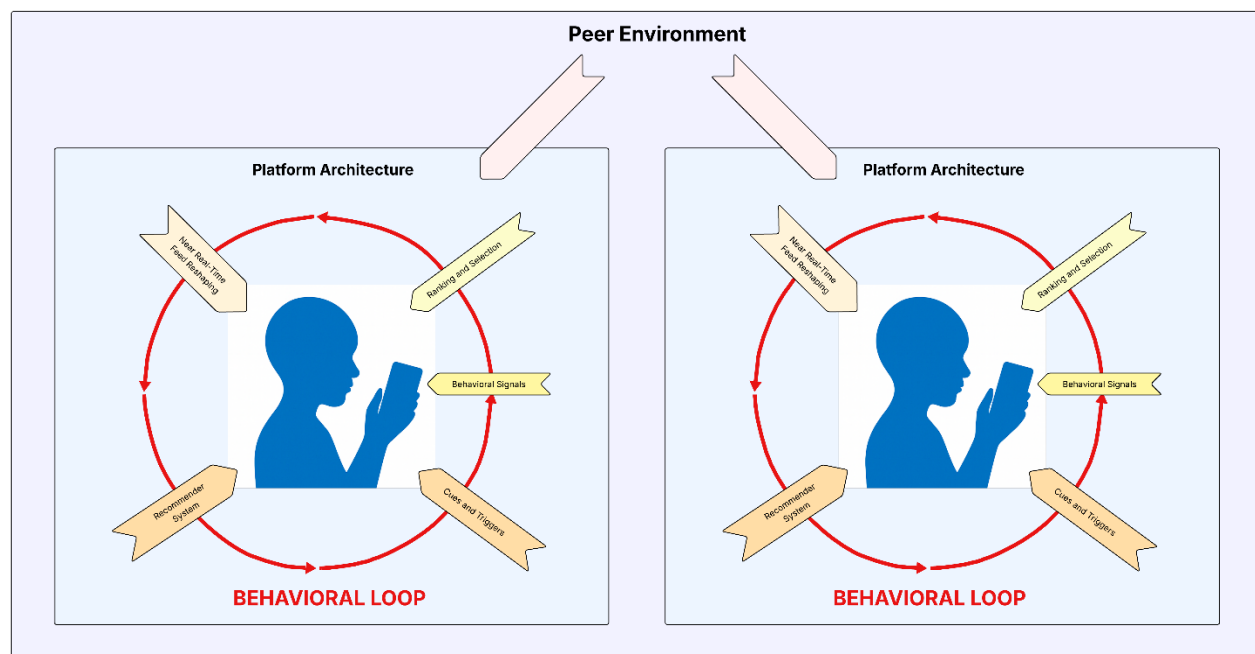 Peer Environment
Platform Architecture
Near Real-Time
Feed Reshaping
Ranking and Selection
Behavioral Signals
Recommender
System
Cues and Triggers
BEHAVIORAL LOOP
Platform Architecture
Near Real-Time
Feed Reshaping
Ranking and Selection
Behavioral Signals
Recommender
System
Cues and Triggers
BEHAVIORAL LOOP